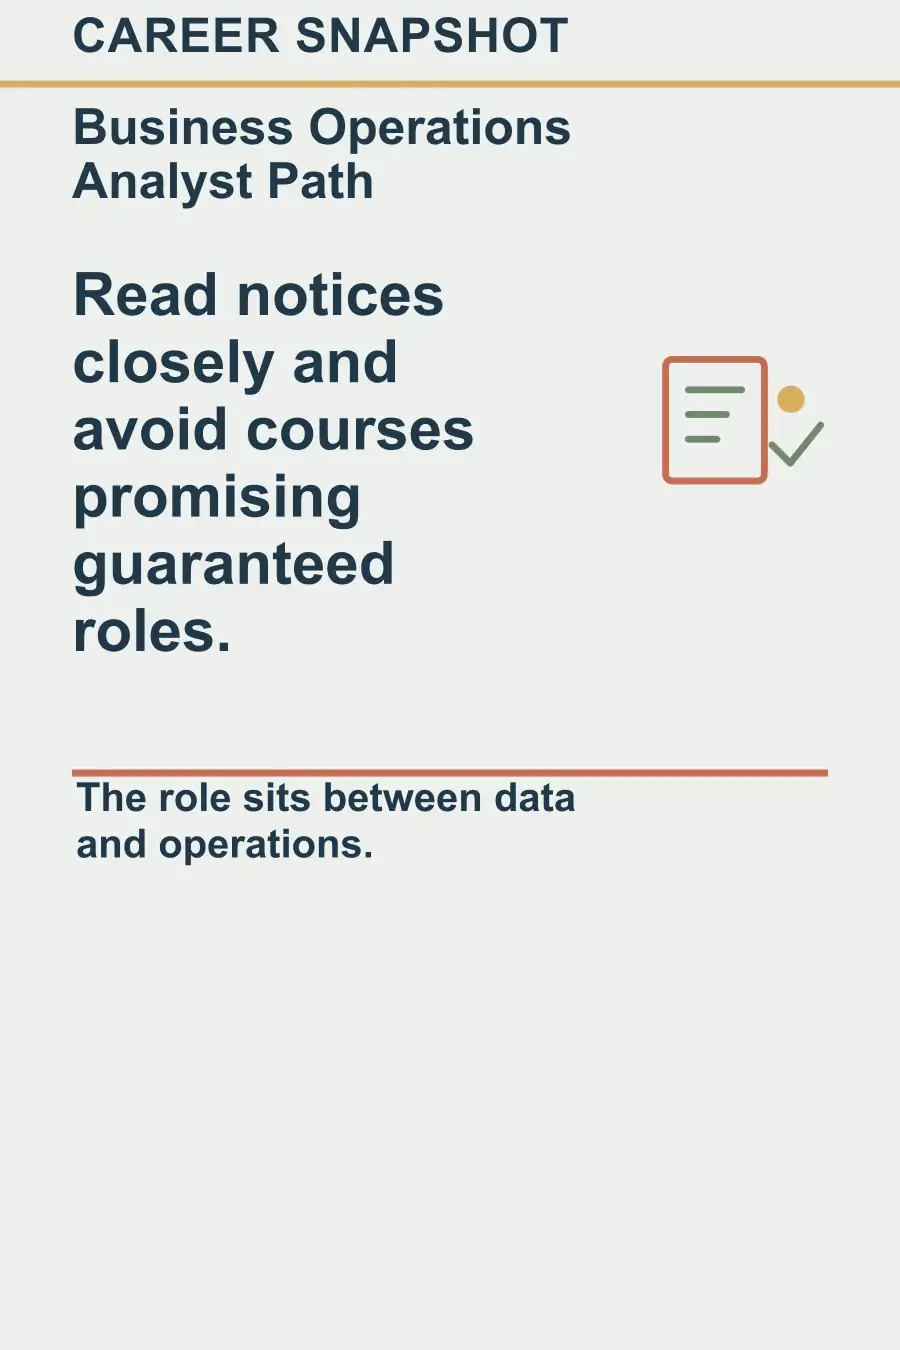 CAREER SNAPSHOT
Business Operations
Analyst Path
Read notices
closely and
avoid courses
promising
guaranteed
roles.
The role sits between data
and operations.